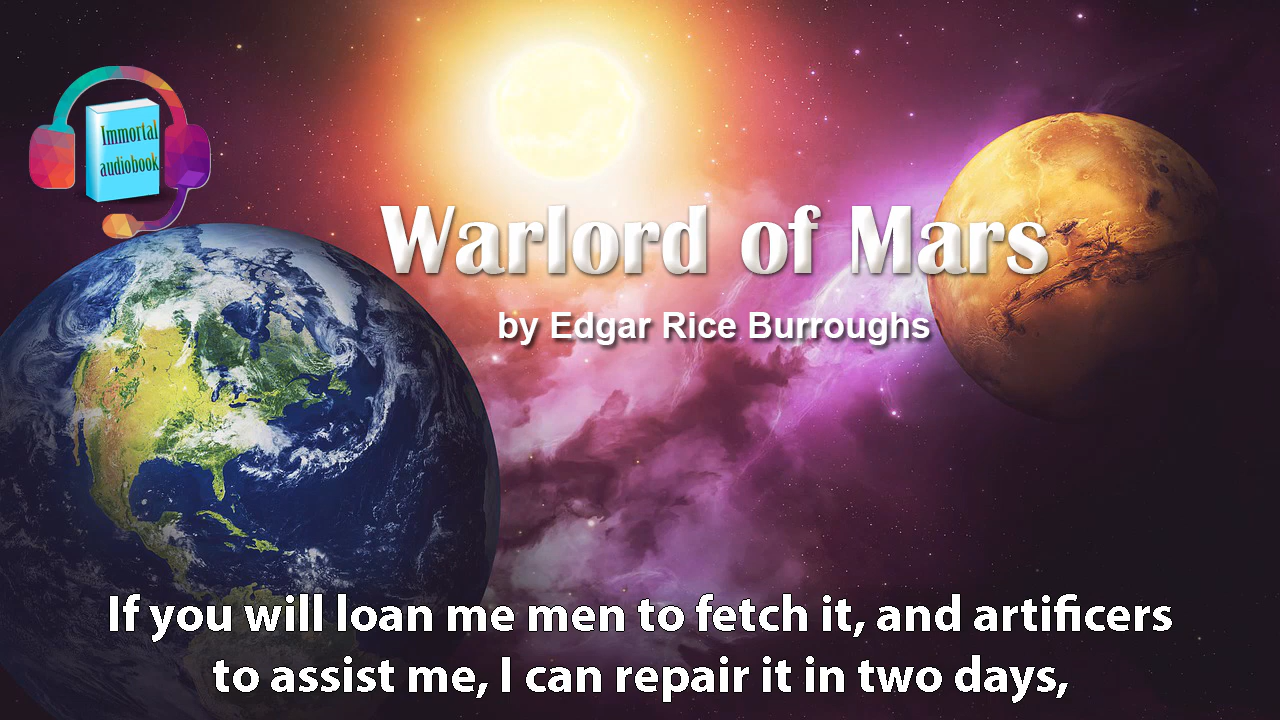 Immortal
audiobook
Warlord of Mars
by Edgar Rice Burroughs
If you will loan me men to fetch it, and artificers
to assist me, I can repair it in two days,